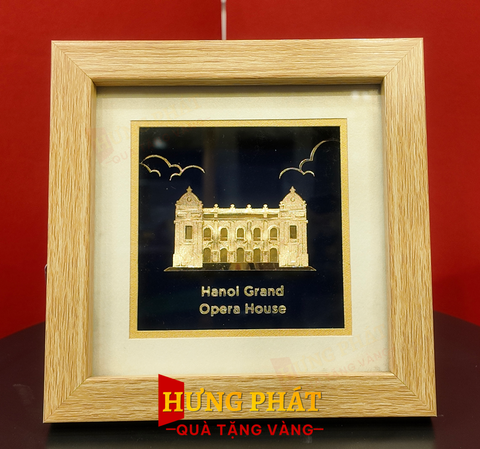 Hanoi Grand
Opera House
HƯNG PHÁT
QUÀ TẶNG VÀNG